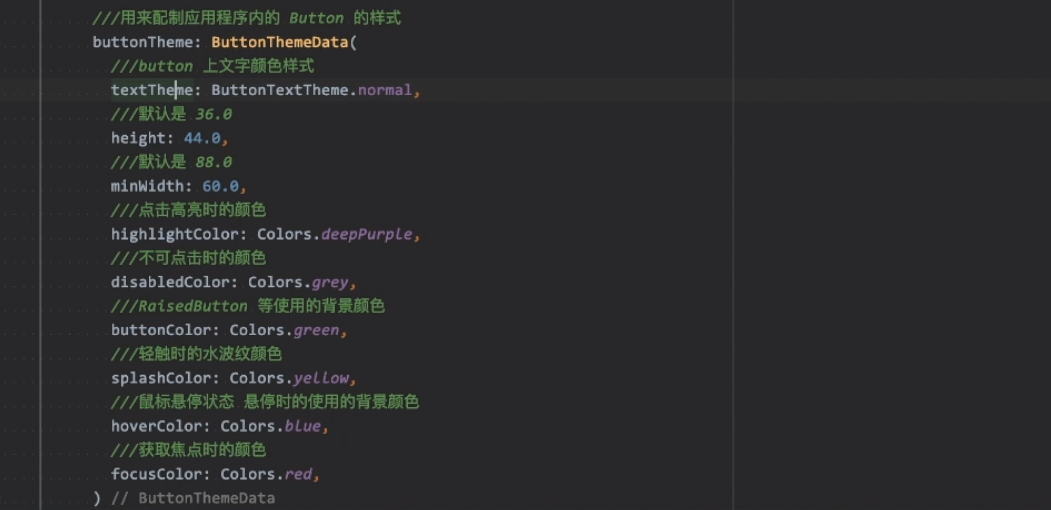 ///用来配制应用程序内的 Button 的样式
buttonTheme: ButtonThemeData(
///button 上文字颜色样式
textTheme: ButtonTextTheme.normal,
///默认是 36.0
height: 44.0,
///默认是 88.0
minWidth: 60.0,
///点击高亮时的颜色
highlightColor: Colors.deepPurple,
///不可点击时的颜色
disabledColor: Colors.grey,
///RaisedButton 等使用的背景颜色
buttonColor: Colors.green,
///轻触时的水波纹颜色
splashColor: Colors.yellow,
///鼠标悬停状态 悬停时的使用的背景颜色
hoverColor: Colors.blue,
///获取焦点时的颜色
focusColor: Colors.red,
) // ButtonThemeData